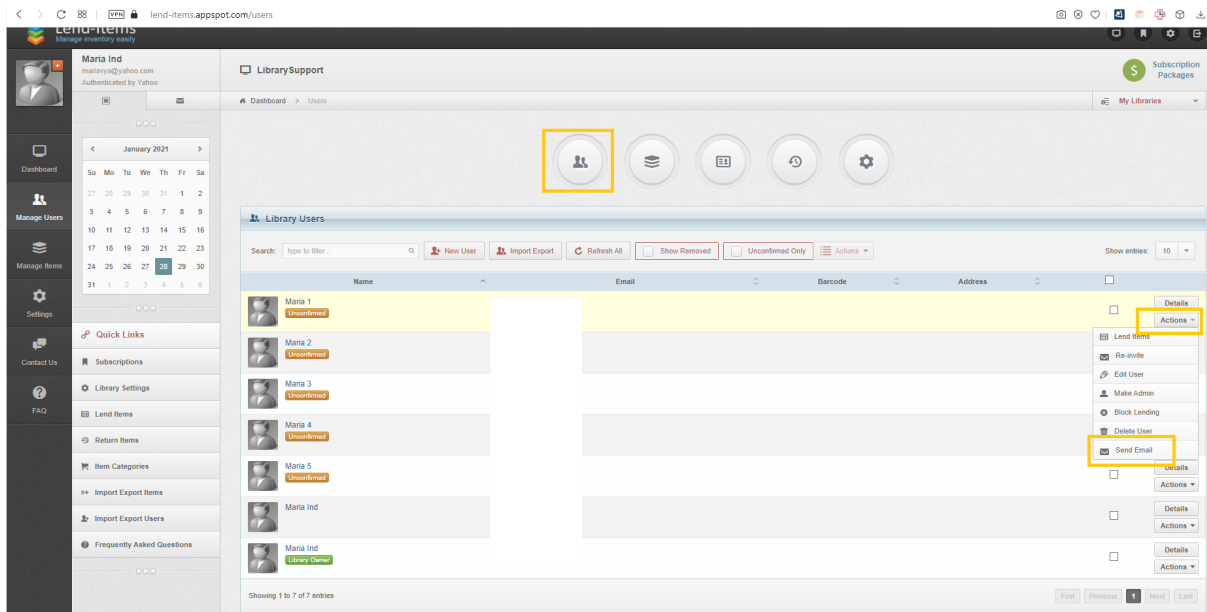 VPN lend-items.appspot.com/users
Lend-Items
Manage inventory easily
Maria Ind
mariavya@yahoo.com
Authenticated by Yahoo
LibrarySupport
$ Subscription
Packages
Dashboard > Users
My Libraries
January 2021
Su Mo Tu We Th Fr Sa
27 28 29 30 31 1 2
3 4 5 6 7 8 9
10 11 12 13 14 15 16
17 18 19 20 21 22 23
24 25 26 27 28 29 30
31 1 2 3 4 5 6
Dashboard
Manage Users
Manage Items
Settings
Contact Us
FAQ
Quick Links
Subscriptions
Library Settings
Lend Items
Return Items
Item Categories
Import Export Items
Import Export Users
Frequently Asked Questions
Library Users
Search: type to filter... New User Import Export Refresh All Show Removed Unconfirmed Only Actions Show entries: 10
Name Email Barcode Address
Maria 1
Unconfirmed
Details
Actions
Maria 2
Unconfirmed
Maria 3
Unconfirmed
Maria 4
Unconfirmed
Lend Items
Re-invite
Edit User
Make Admin
Block Lending
Delete User
Send Email
Maria 5
Unconfirmed
Details
Actions
Maria Ind
Details
Actions
Maria Ind
Library Owner
Details
Actions
Showing 1 to 7 of 7 entries
First Previous 1 Next Last